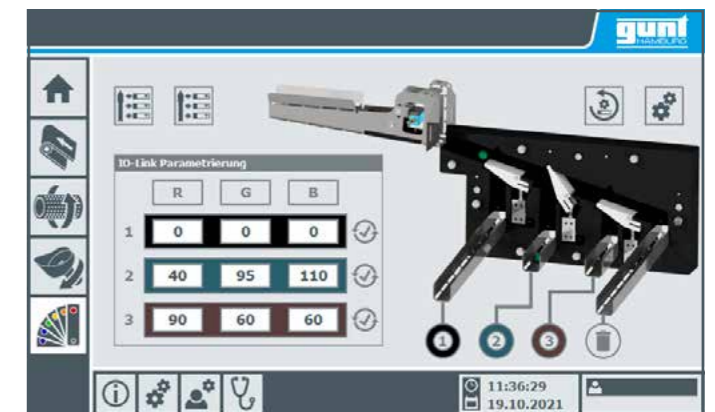 gunt
HAMBURG
IO-Link Parametrierung
R G B
1 0 0 0
2 40 95 110
3 90 60 60
1 2 3
11:36:29
19.10.2021